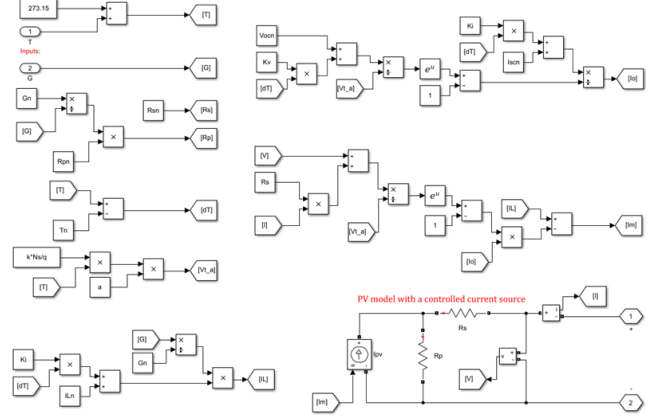 273.15
[T]
1
T
Inputs:
2
G
[G]
Gn
[G]
Rsn
[Rs]
[Rp]
Rpn
[T]
[dT]
Tn
k*Ns/q
[T]
a
[Vt_a]
Ki
[dT]
ILn
[G]
Gn
[IL]
Vocn
Kv
[dT]
[Vt_a]
e^u
1
Ki
[dT]
Iscn
[Io]
[V]
Rs
[I]
[Vt_a]
e^u
1
[Io]
[IL]
[Im]
PV model with a controlled current source
[I]
Rs
1
+
Ipv
Rp
v
[V]
[Im]
-
2